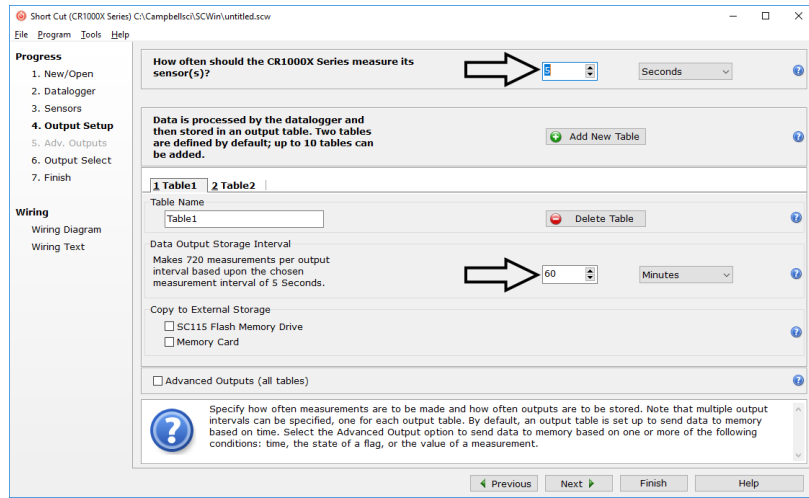 Short Cut (CR1000X Series) C:\Campbellsci\SCWin\untitled.scw
File Program Tools Help
Progress
1. New/Open
2. Datalogger
3. Sensors
4. Output Setup
5. Adv. Outputs
6. Output Select
7. Finish
Wiring
Wiring Diagram
Wiring Text
How often should the CR1000X Series measure its
sensor(s)?
5
Seconds
Data is processed by the datalogger and
then stored in an output table. Two tables
are defined by default; up to 10 tables can
be added.
Add New Table
1 Table1 2 Table2
Table Name
Table1
Delete Table
Data Output Storage Interval
Makes 720 measurements per output
interval based upon the chosen
measurement interval of 5 Seconds.
60
Minutes
Copy to External Storage
SC115 Flash Memory Drive
Memory Card
Advanced Outputs (all tables)
Specify how often measurements are to be made and how often outputs are to be stored. Note that multiple output
intervals can be specified, one for each output table. By default, an output table is set up to send data to memory
based on time. Select the Advanced Output option to send data to memory based on one or more of the following
conditions: time, the state of a flag, or the value of a measurement.
Previous Next Finish Help